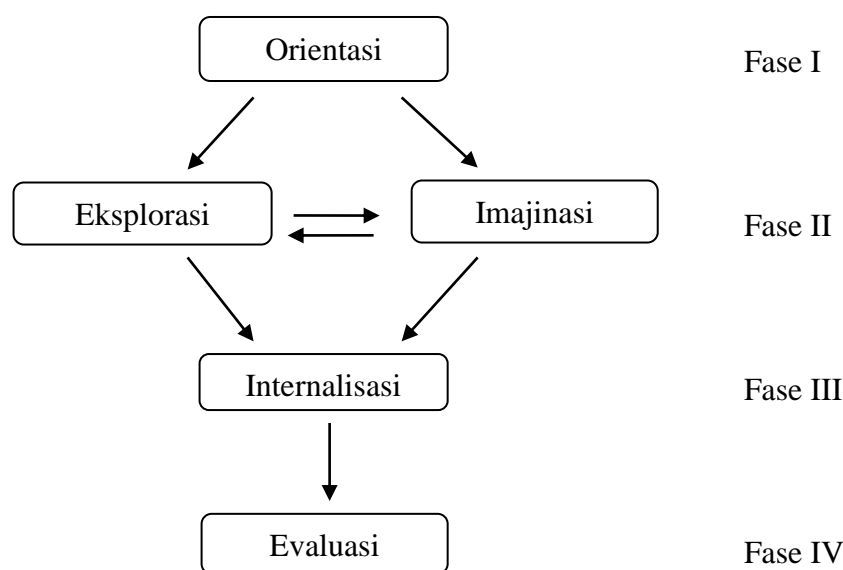 Orientasi
Fase I
Eksplorasi
Imajinasi
Fase II
Internalisasi
Fase III
Evaluasi
Fase IV